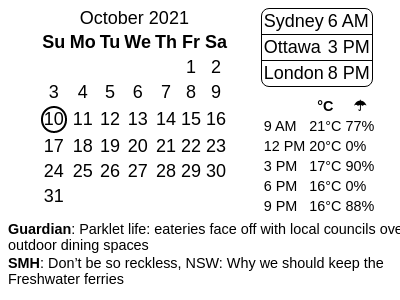 October 2021
Su Mo Tu We Th Fr Sa
1 2
3 4 5 6 7 8 9
10 11 12 13 14 15 16
17 18 19 20 21 22 23
24 25 26 27 28 29 30
31
Sydney 6 AM
Ottawa 3 PM
London 8 PM
°C ☂
9 AM 21°C 77%
12 PM 20°C 0%
3 PM 17°C 90%
6 PM 16°C 0%
9 PM 16°C 88%
Guardian: Parklet life: eateries face off with local councils ove
outdoor dining spaces
SMH: Don’t be so reckless, NSW: Why we should keep the
Freshwater ferries